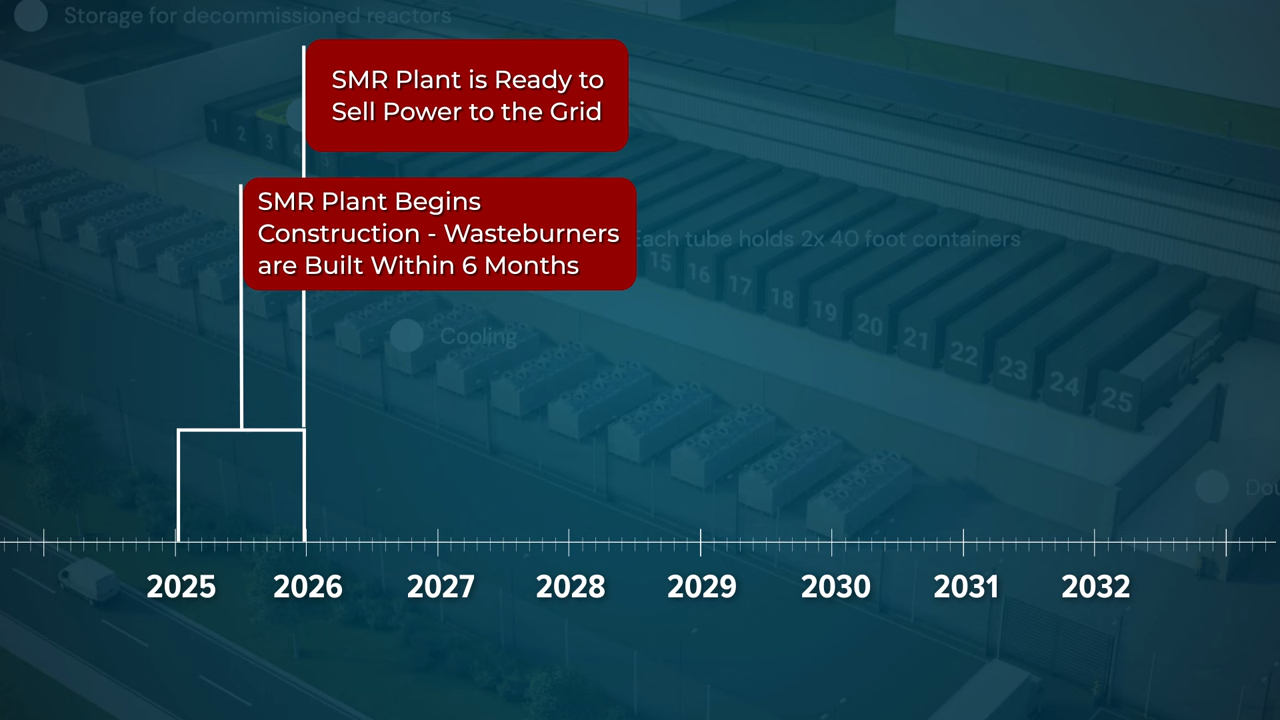 Storage for decommissioned reactors
SMR Plant is Ready to
Sell Power to the Grid
1 2 3
SMR Plant Begins
Construction - Wasteburners
are Built Within 6 Months
Each tube holds 2x 40 foot containers
15 16 17 18 19 20 21 22 23 24 25
Cooling
2025 2026 2027 2028 2029 2030 2031 2032